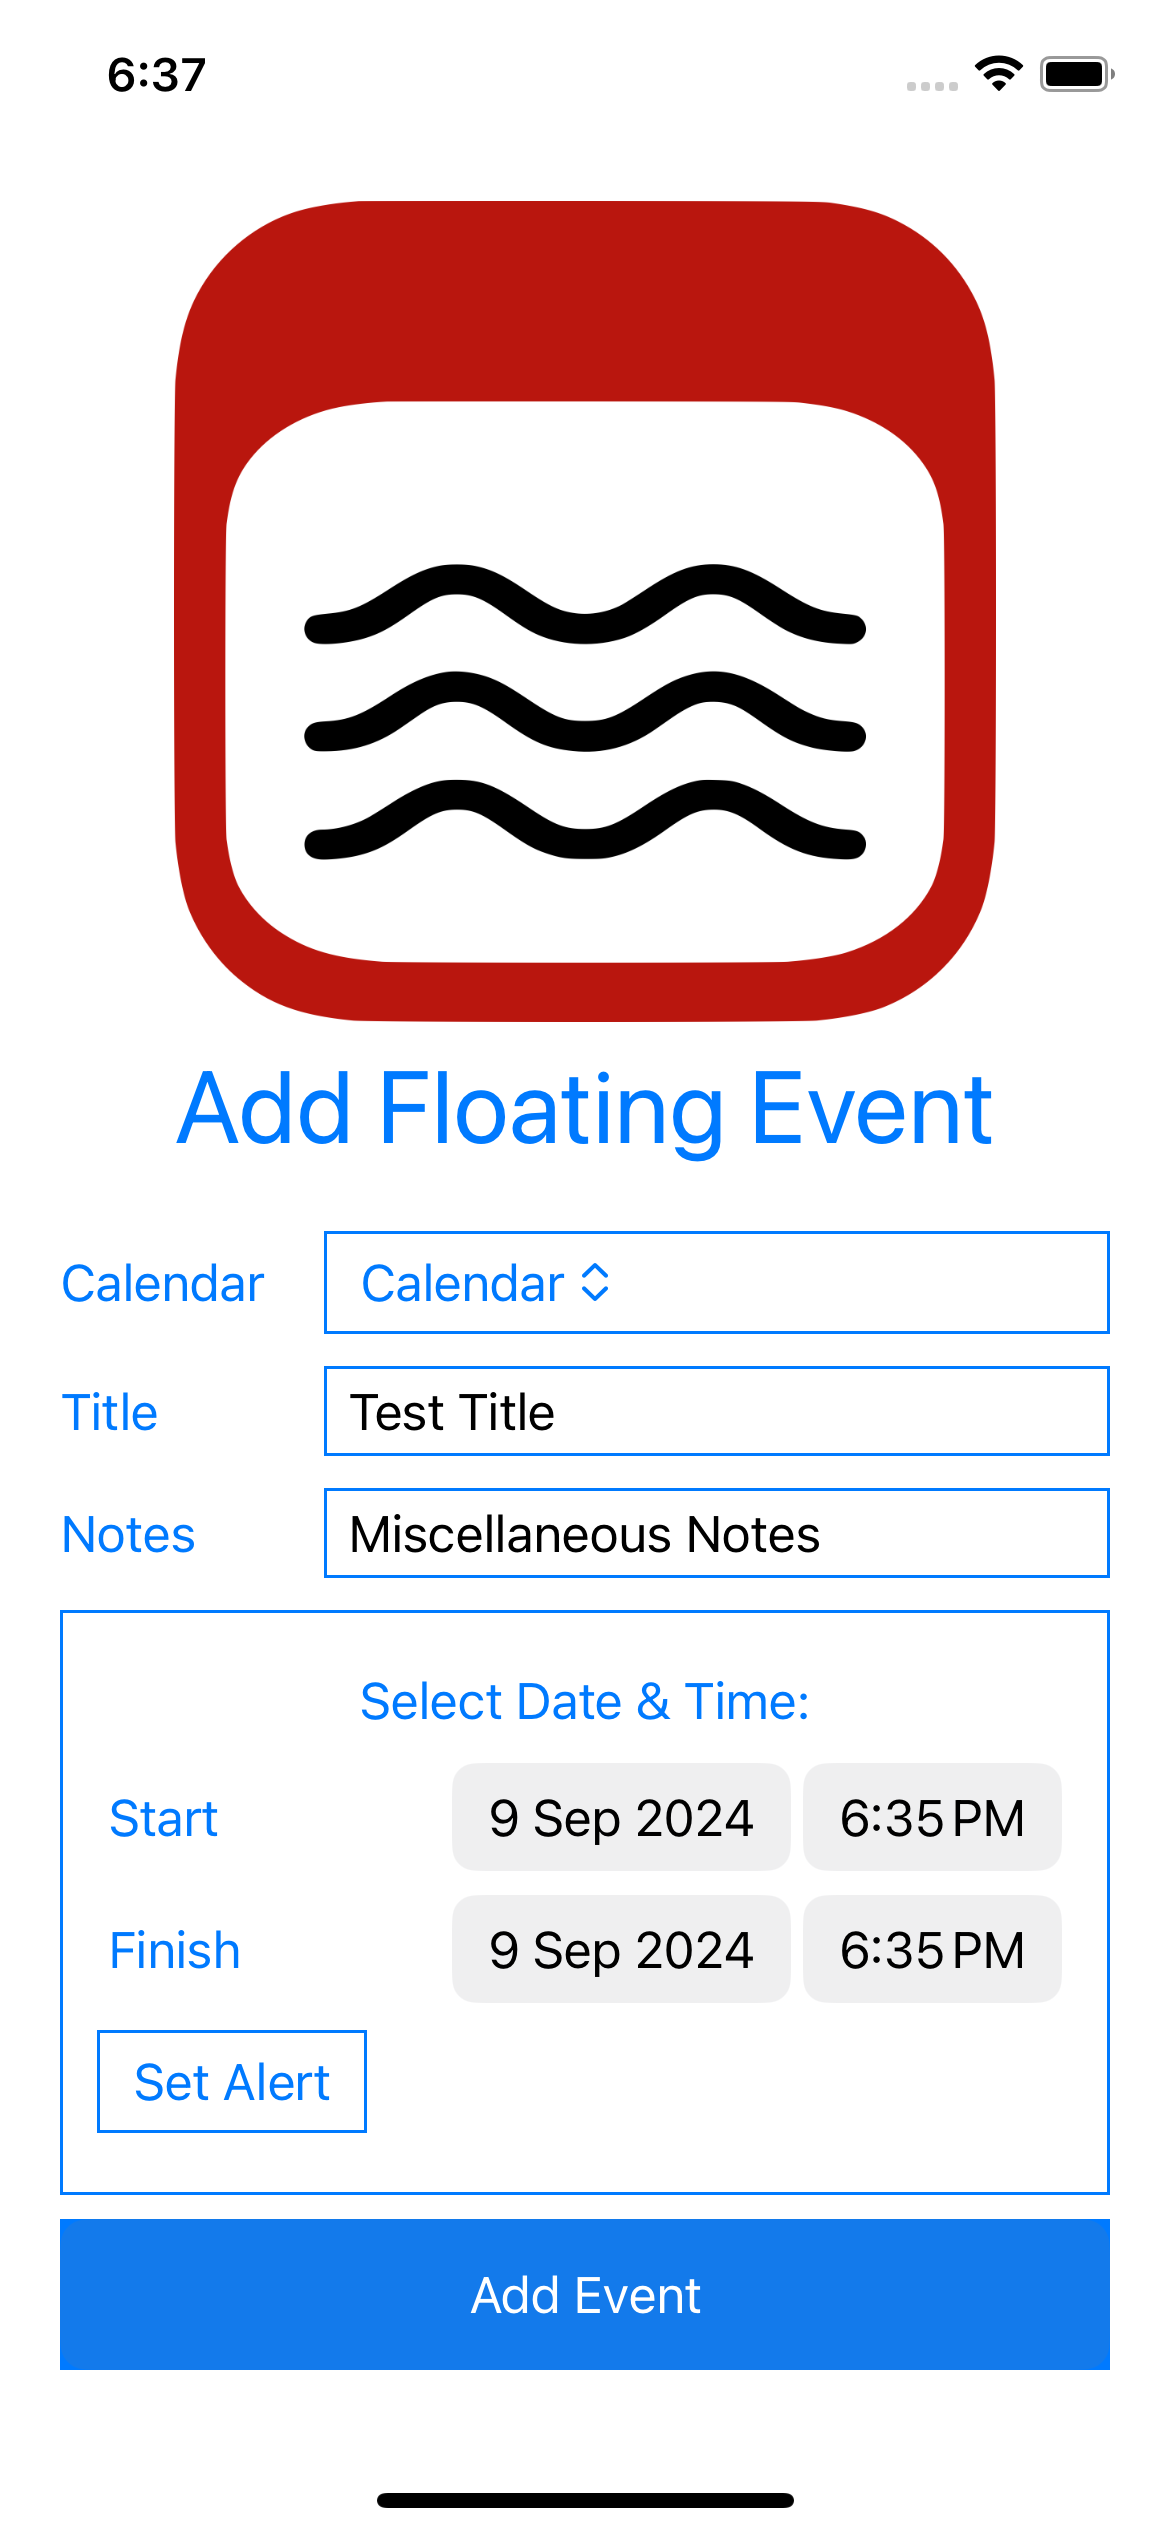 6:37
Add Floating Event
Calendar Calendar
Title Test Title
Notes Miscellaneous Notes
Select Date & Time:
Start 9 Sep 2024 6:35 PM
Finish 9 Sep 2024 6:35 PM
Set Alert
Add Event